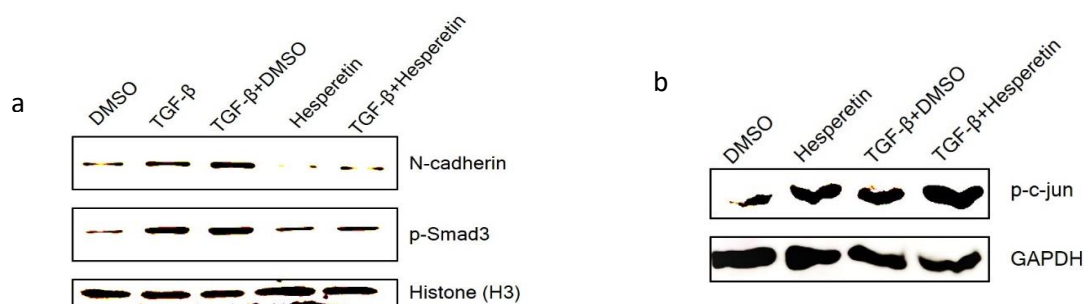 a
DMSO
TGF-β
TGF-β+DMSO
Hesperetin
TGF-β+Hesperetin
N-cadherin
p-Smad3
Histone (H3)
b
DMSO
Hesperetin
TGF-β+DMSO
TGF-β+Hesperetin
p-c-jun
GAPDH